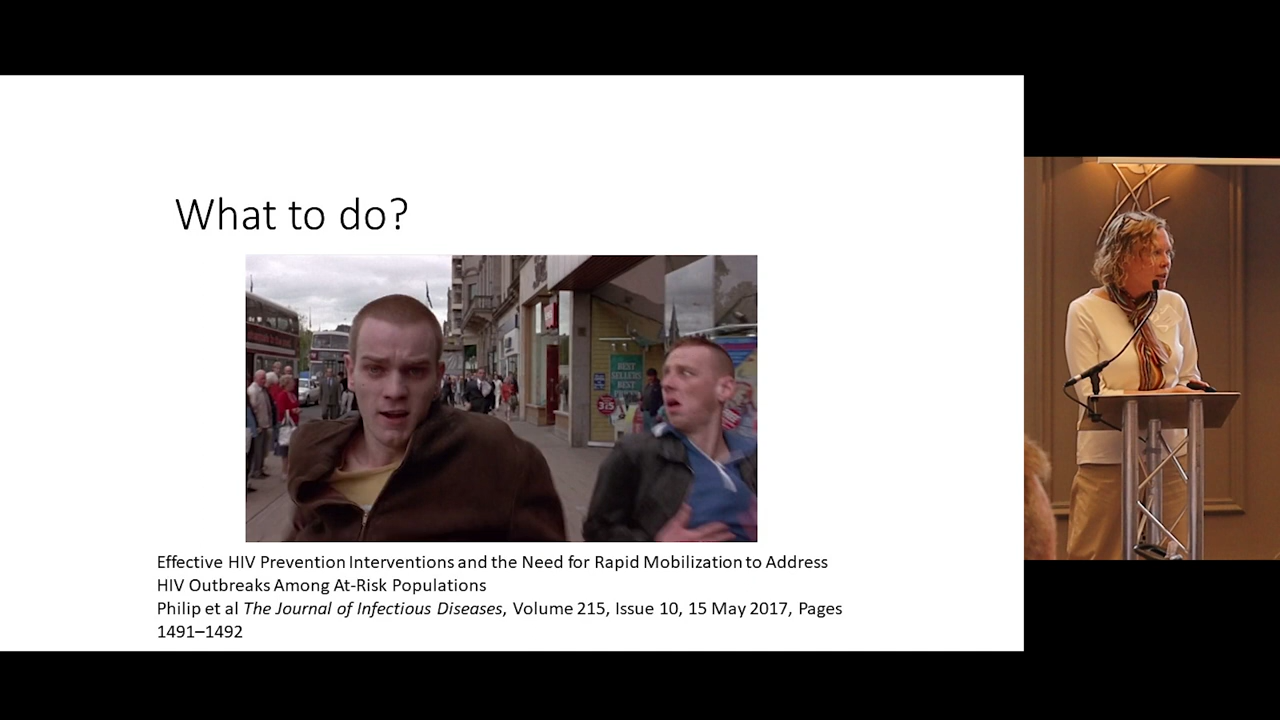 What to do?
BEST
SELLERS
BEST
315
Effective HIV Prevention Interventions and the Need for Rapid Mobilization to Address
HIV Outbreaks Among At-Risk Populations
Philip et al The Journal of Infectious Diseases, Volume 215, Issue 10, 15 May 2017, Pages
1491–1492